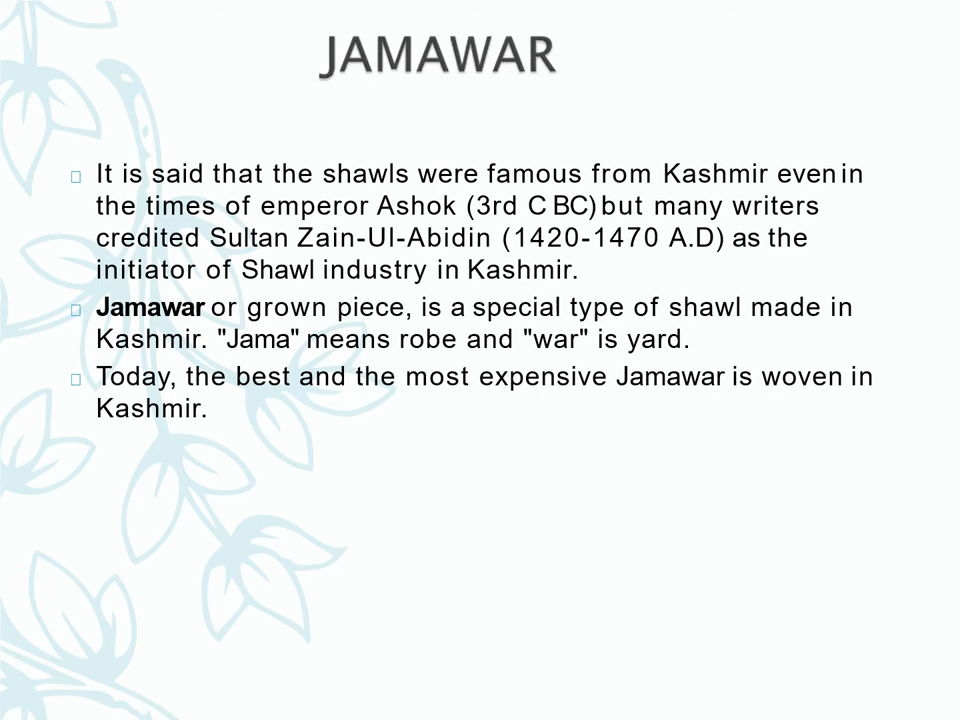 JAMAWAR
It is said that the shawls were famous from Kashmir even in
the times of emperor Ashok (3rd C BC) but many writers
credited Sultan Zain-Ul-Abidin (1420-1470 A.D) as the
initiator of Shawl industry in Kashmir.
Jamawar or grown piece, is a special type of shawl made in
Kashmir. "Jama" means robe and "war" is yard.
Today, the best and the most expensive Jamawar is woven in
Kashmir.